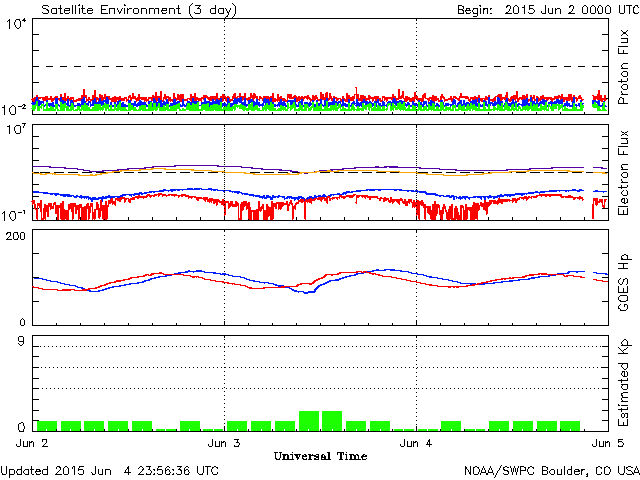 Satellite Environment (3 day) Begin: 2015 Jun 2 0000 UTC
10^4
10^-2
Proton Flux
10^7
10^-1
Electron Flux
200
0
GOES Hp
9
0
Estimated Kp
Jun 2 Jun 3 Jun 4 Jun 5
Universal Time
Updated 2015 Jun 4 23:56:36 UTC NOAA/SWPC Boulder, CO USA